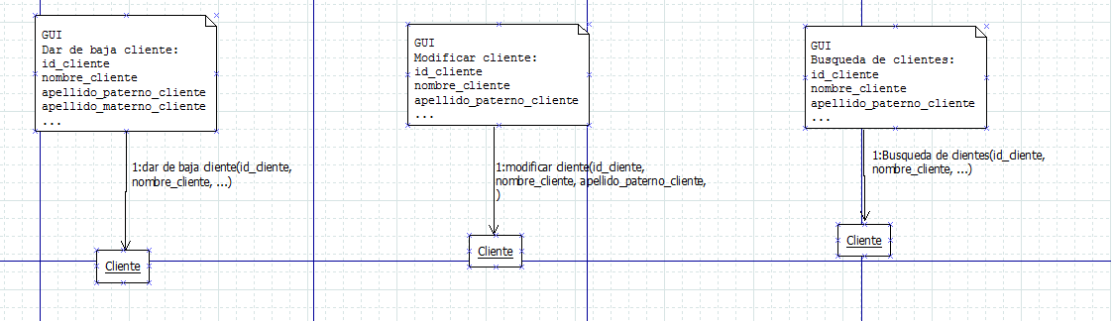 GUI
Dar de baja cliente:
id_cliente
nombre_cliente
apellido_paterno_cliente
apellido_materno_cliente
...
1:dar de baja cliente(id_cliente,
nombre_cliente, ...)
Cliente
GUI
Modificar cliente:
id_cliente
nombre_cliente
apellido_paterno_cliente
...
1:modificar cliente(id_cliente,
nombre_cliente, apellido_paterno_cliente,
)
Cliente
GUI
Busqueda de clientes:
id_cliente
nombre_cliente
apellido_paterno_cliente
...
1:Busqueda de clientes(id_cliente,
nombre_cliente, ...)
Cliente